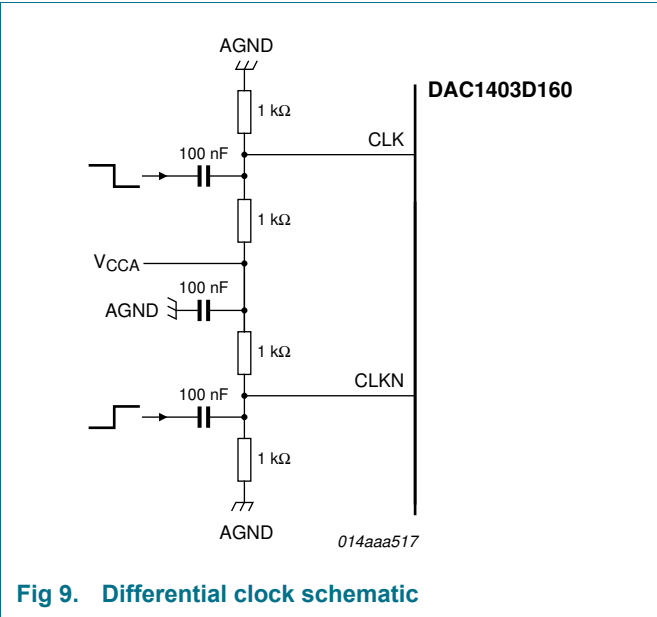 AGND
DAC1403D160
1 kΩ
CLK
100 nF
1 kΩ
VCCA
100 nF
AGND
1 kΩ
CLKN
100 nF
1 kΩ
AGND
014aaa517
Fig 9. Differential clock schematic